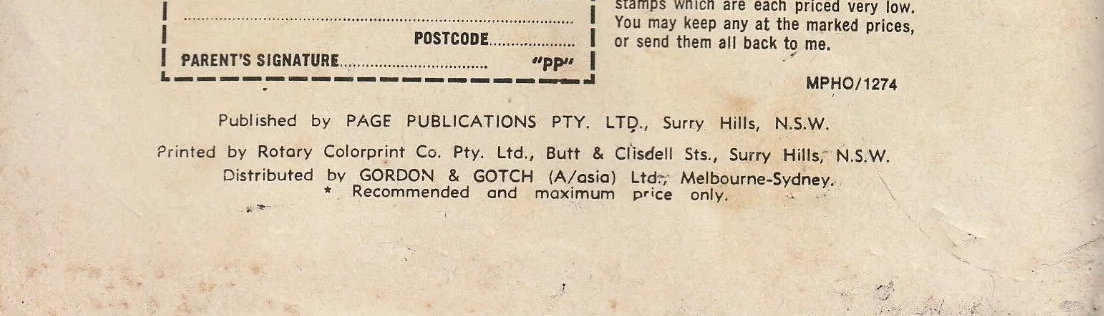 stamps which are each priced very low.
You may keep any at the marked prices,
or send them all back to me.
POSTCODE
PARENT'S SIGNATURE "PP"
MPHO/1274
Published by PAGE PUBLICATIONS PTY. LTD., Surry Hills, N.S.W.
Printed by Rotary Colorprint Co. Pty. Ltd., Butt & Clisdell Sts., Surry Hills, N.S.W.
Distributed by GORDON & GOTCH (A/asia) Ltd., Melbourne-Sydney.
* Recommended and maximum price only.